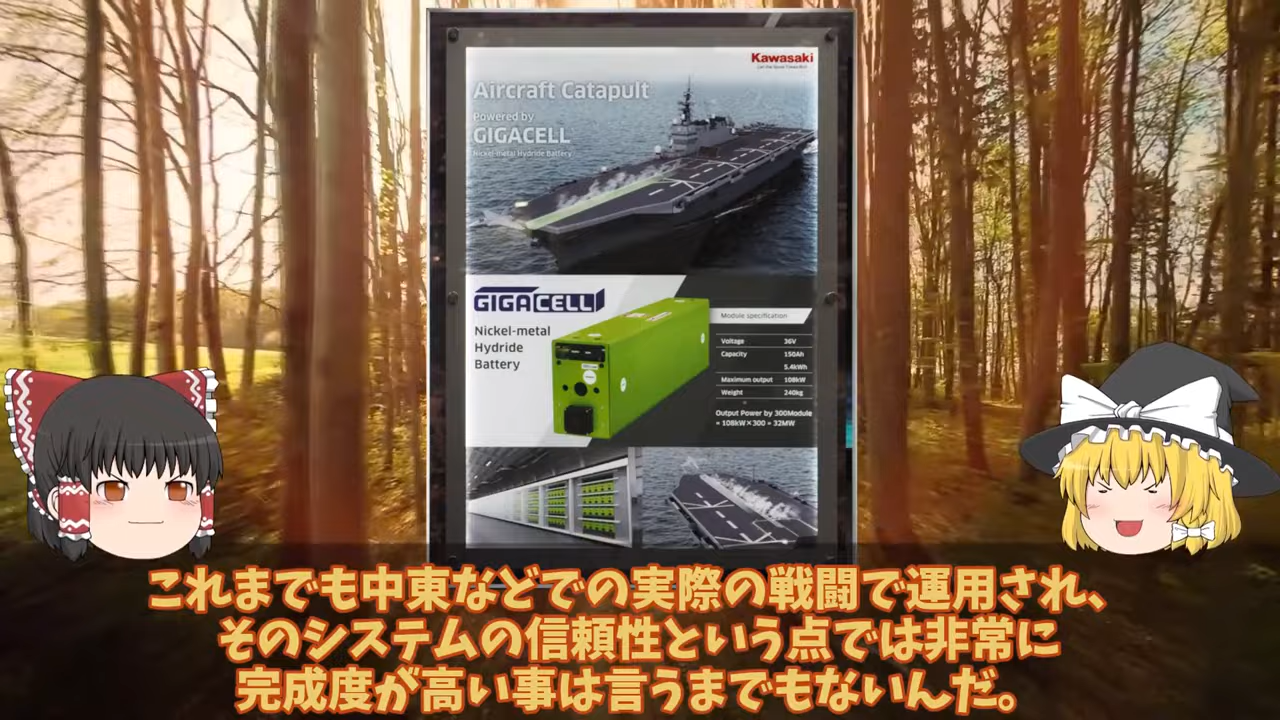 Kawasaki
Aircraft Catapult
Powered by
GIGACELL
Nickel-metal Hydride Battery
GIGACELL
Nickel-metal
Hydride
Battery
Module specification
Voltage 36V
Capacity 150Ah
5.4kWh
Maximum output 108kW
Weight 240kg
Output Power by 300Module
= 108kW×300 = 32MW
これまでも中東などでの実際の戦闘で運用され、
そのシステムの信頼性という点では非常に
完成度が高い事は言うまでもないんだ。